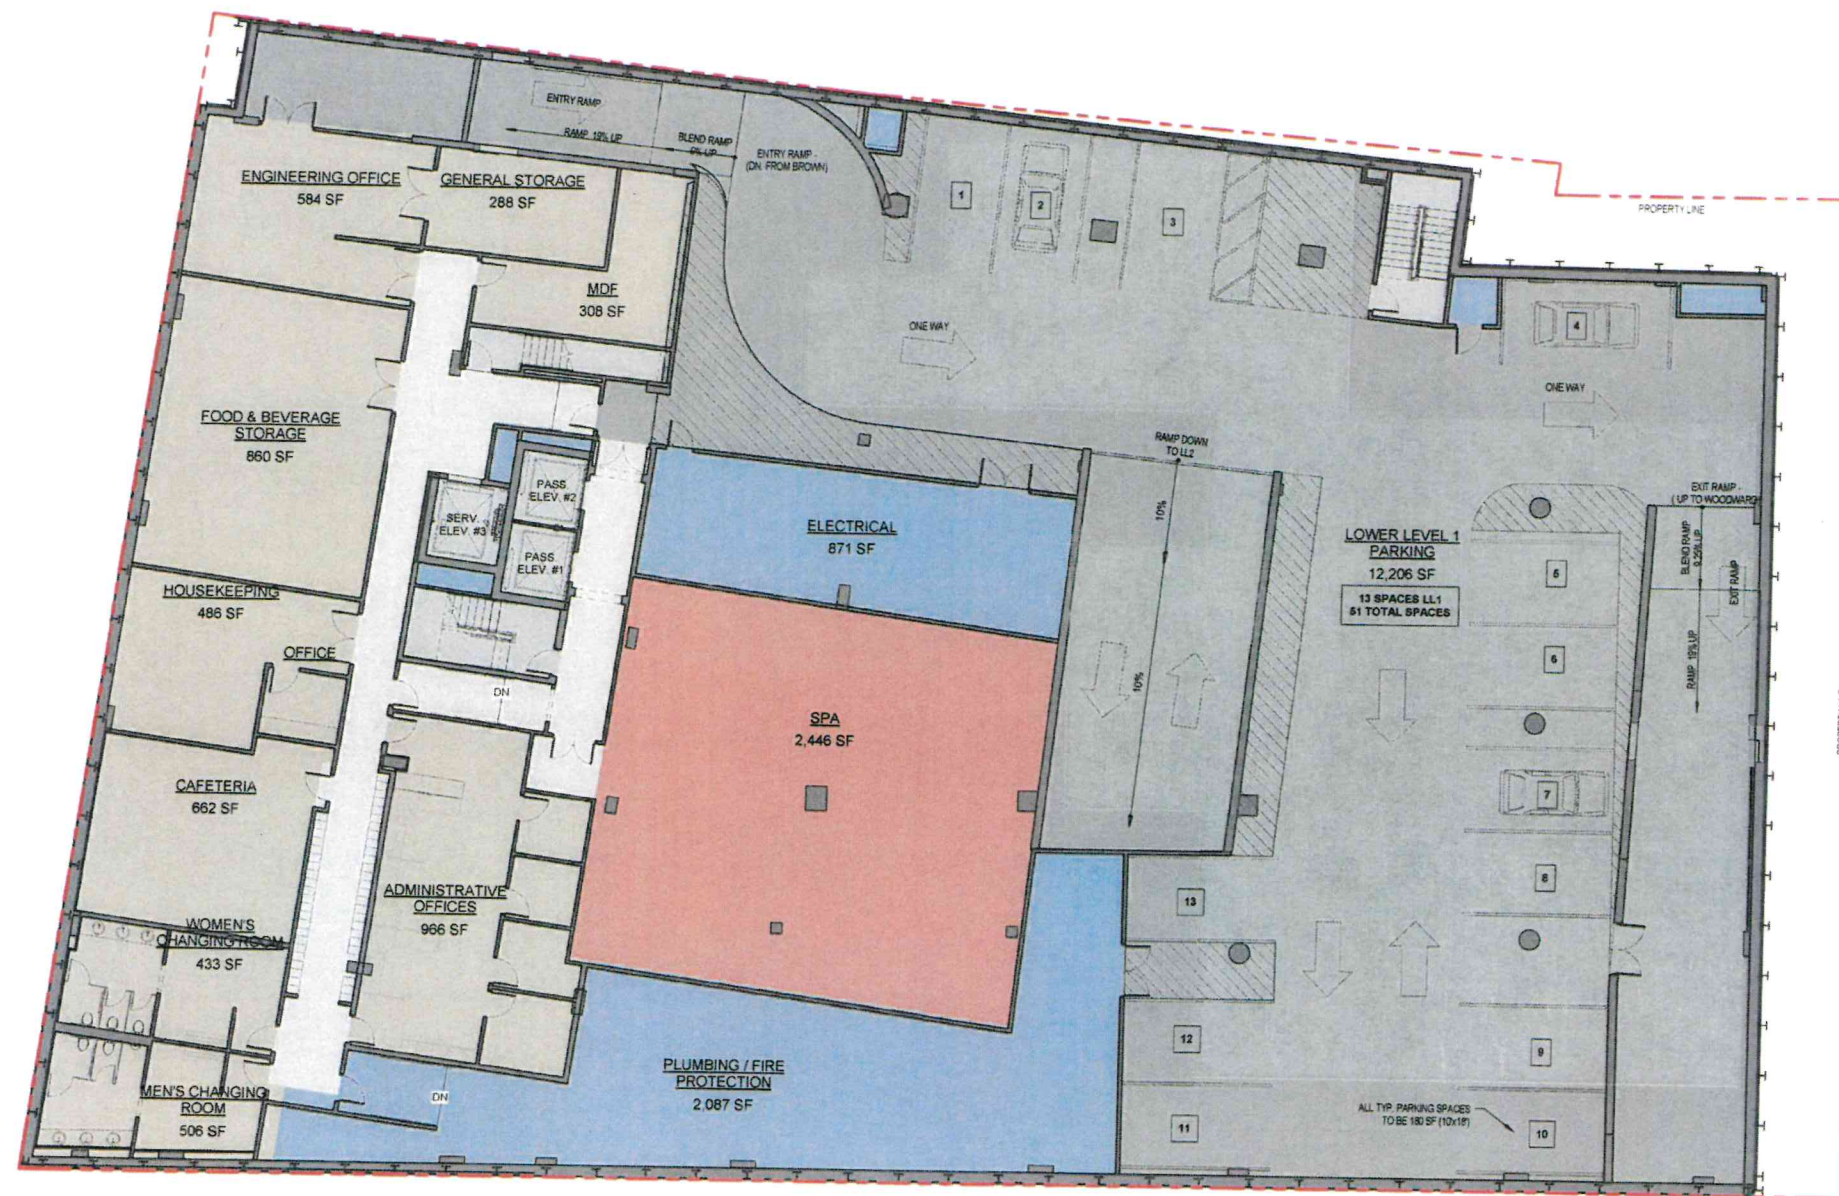 ENTRY RAMP
RAMP 19% UP
BLEND RAMP
ENTRY RAMP -
(DN. FROM BROWN)
ENGINEERING OFFICE
584 SF
GENERAL STORAGE
288 SF
1
2
3
PROPERTY LINE
MDF
308 SF
ONE WAY
4
ONE WAY
FOOD & BEVERAGE
STORAGE
860 SF
RAMP DOWN
TO LL2
PASS.
ELEV. #2
SERV.
ELEV. #3
PASS.
ELEV. #1
ELECTRICAL
871 SF
10%
10%
LOWER LEVEL 1
PARKING
12,206 SF
13 SPACES LL1
51 TOTAL SPACES
EXIT RAMP -
( UP TO WOODWARD
BLEND RAMP
EXIT RAMP
RAMP 19% UP
5
6
7
8
9
10
HOUSEKEEPING
486 SF
OFFICE
DN
SPA
2,446 SF
CAFETERIA
662 SF
ADMINISTRATIVE
OFFICES
966 SF
WOMEN'S
CHANGING ROOM
433 SF
13
12
11
PLUMBING / FIRE
PROTECTION
2,087 SF
DN
MEN'S CHANGING
ROOM
506 SF
ALL TYP. PARKING SPACES
TO BE 180 SF (10x18')